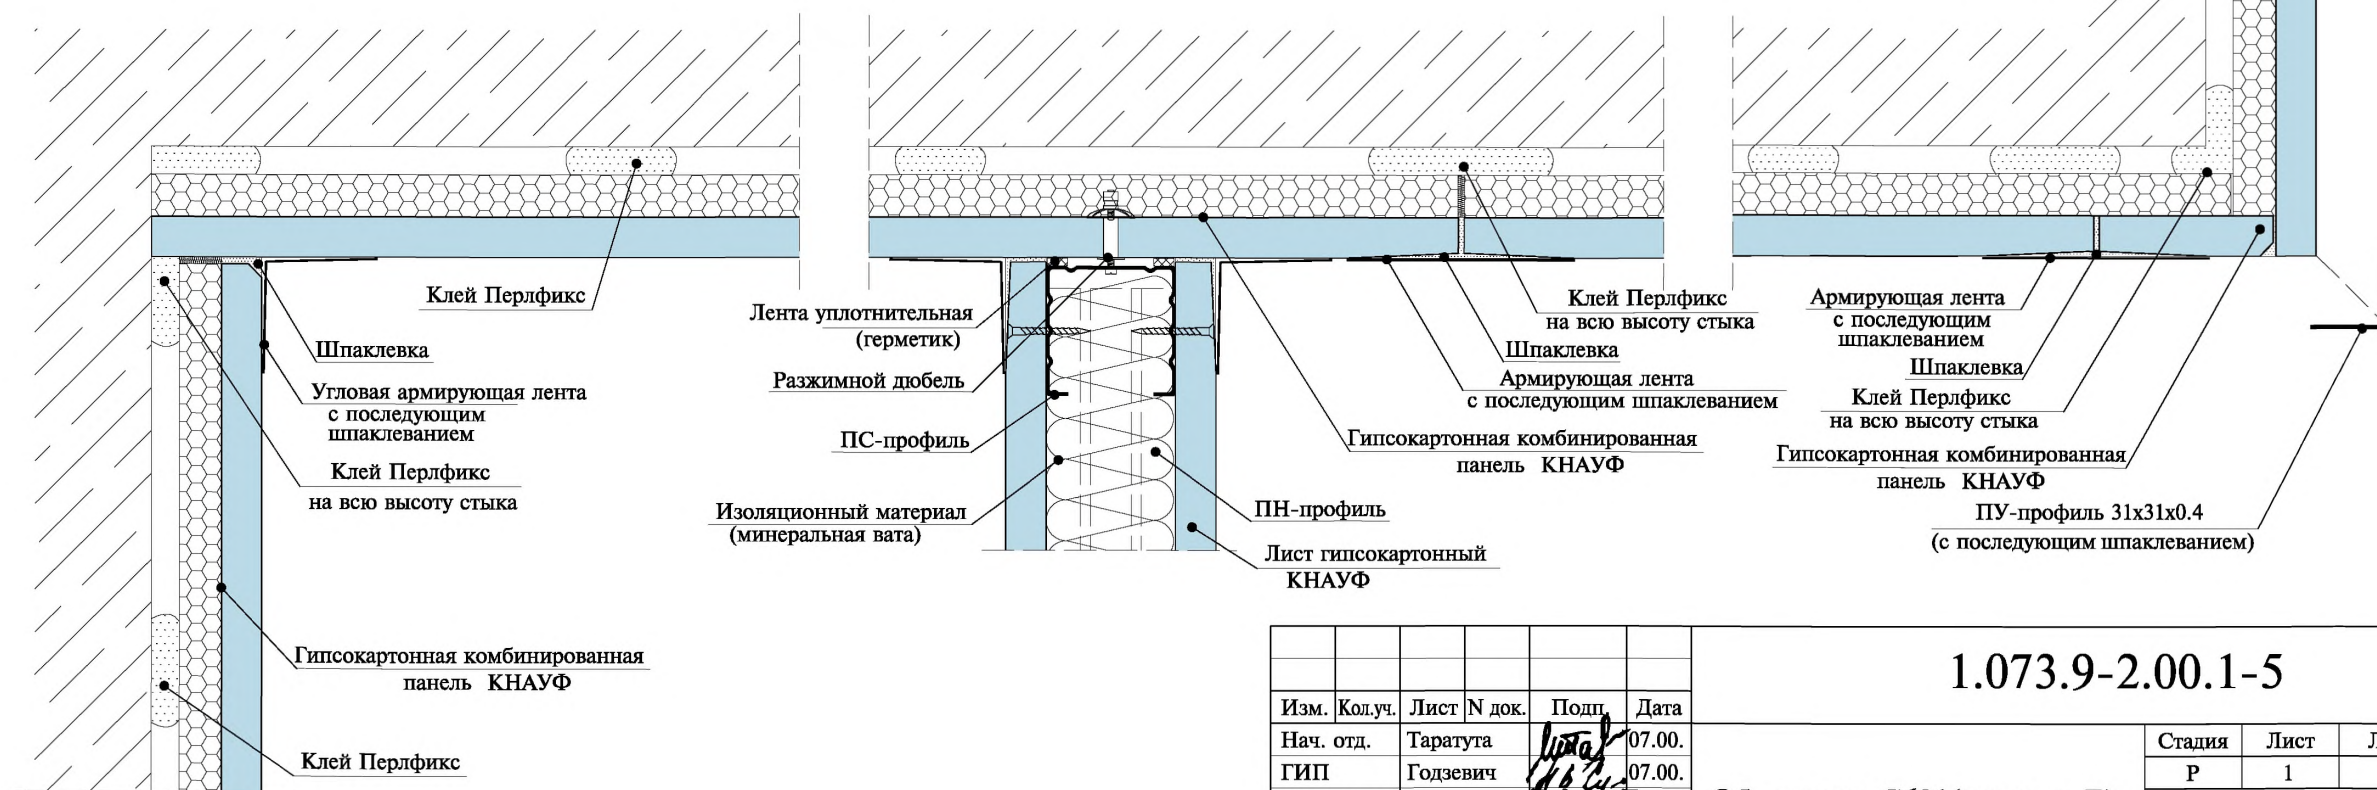 Клей Перлфикс
Шпаклевка
Угловая армирующая лента
с последующим
шпаклеванием
Клей Перлфикс
на всю высоту стыка
Гипсокартонная комбинированная
панель КНАУФ
Клей Перлфикс
Лента уплотнительная
(герметик)
Разжимной дюбель
ПС-профиль
Изоляционный материал
(минеральная вата)
Клей Перлфикс
на всю высоту стыка
Шпаклевка
Армирующая лента
с последующим шпаклеванием
Гипсокартонная комбинированная
панель КНАУФ
ПН-профиль
Лист гипсокартонный
КНАУФ
Армирующая лента
с последующим
шпаклеванием
Шпаклевка
Клей Перлфикс
на всю высоту стыка
Гипсокартонная комбинированная
панель КНАУФ
ПУ-профиль 31x31x0.4
(с последующим шпаклеванием)
1.073.9-2.00.1-5
Изм. Кол.уч. Лист N док. Подп. Дата
Нач. отд. Таратута 07.00.
ГИП Годзевич 07.00.
Стадия Лист
Р 1